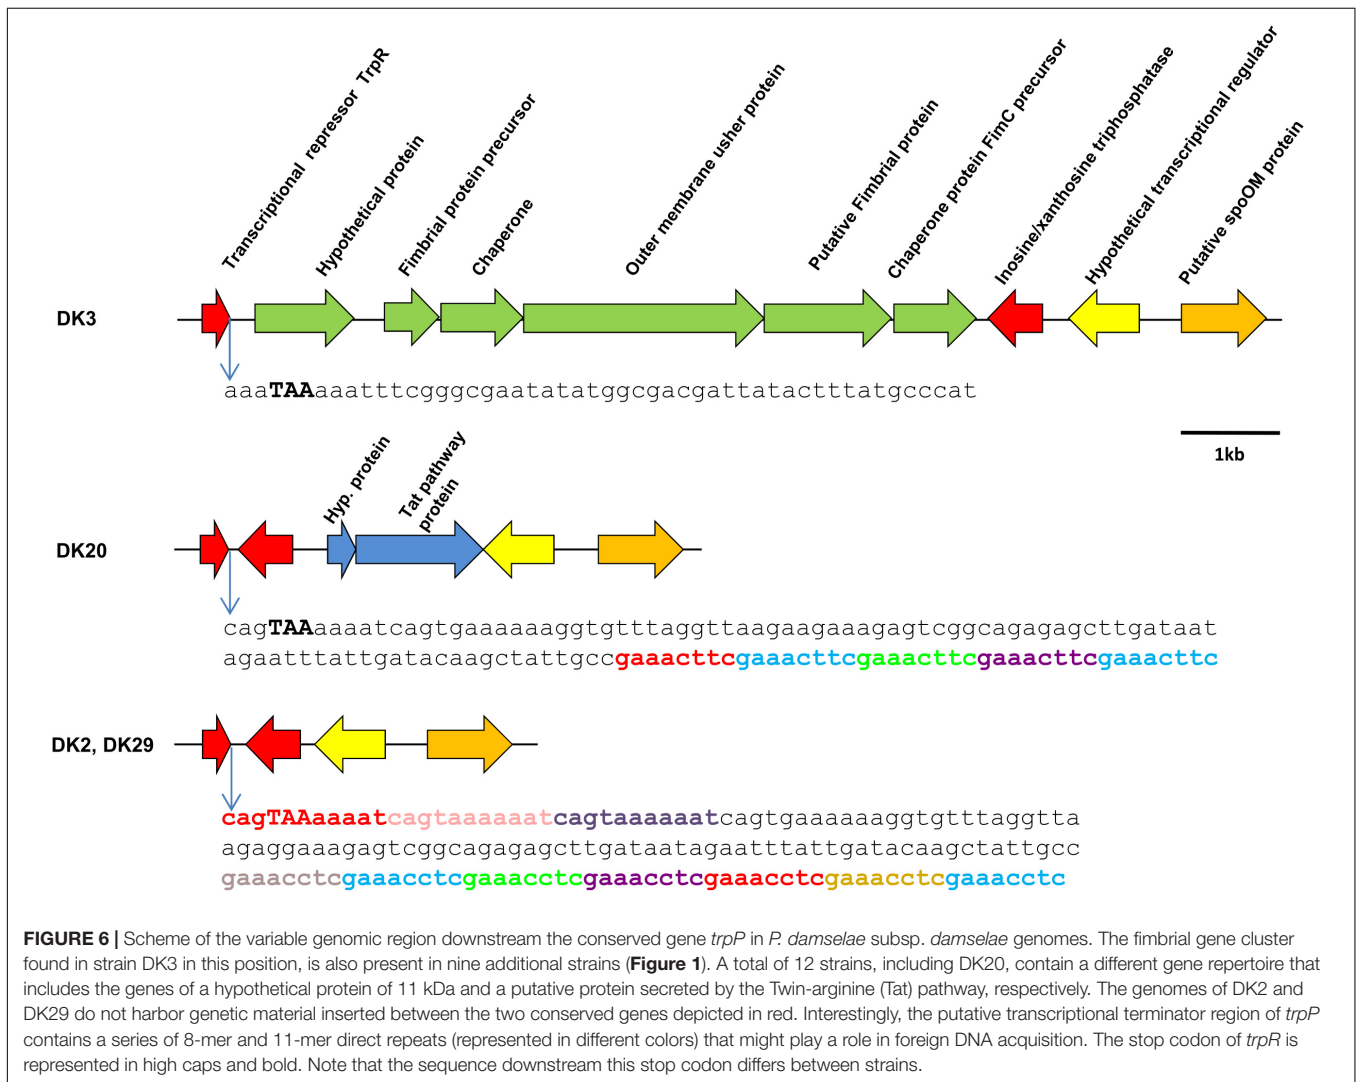 Transcriptional repressor TrpR
Hypothetical protein
Fimbrial protein precursor
Chaperone
Outer membrane usher protein
Putative Fimbrial protein
Chaperone protein FimC precursor
Inosine/xanthosine triphosphatase
Hypothetical transcriptional regulator
Putative spoOM protein
DK3
aaaTAAaaatttcgggcgaatatatggcgacgattatactttatgcccat
1kb
Hyp. protein
Tat pathway
protein
DK20
cagTAAaaaatcagtgaaaaaaggtgtttaggttaagaagaaagagtcggcagagagcttgataat
agaatttattgatacaagctattgccgaaacttcgaaacttcgaaacttcgaaacttcgaaacttc
DK2, DK29
cagTAAaaaatcagtaaaaaatcagtaaaaaatcagtgaaaaaaggtgtttaggtta
agaggaaagagtcggcagagagcttgataatagaatttattgatacaagctattgcc
gaaacctcgaaacctcgaaacctcgaaacctcgaaacctcgaaacctcgaaacctc
FIGURE 6 | Scheme of the variable genomic region downstream the conserved gene trpP in P. damselae subsp. damselae genomes. The fimbrial gene cluster
found in strain DK3 in this position, is also present in nine additional strains (Figure 1). A total of 12 strains, including DK20, contain a different gene repertoire that
includes the genes of a hypothetical protein of 11 kDa and a putative protein secreted by the Twin-arginine (Tat) pathway, respectively. The genomes of DK2 and
DK29 do not harbor genetic material inserted between the two conserved genes depicted in red. Interestingly, the putative transcriptional terminator region of trpP
contains a series of 8-mer and 11-mer direct repeats (represented in different colors) that might play a role in foreign DNA acquisition. The stop codon of trpR is
represented in high caps and bold. Note that the sequence downstream this stop codon differs between strains.